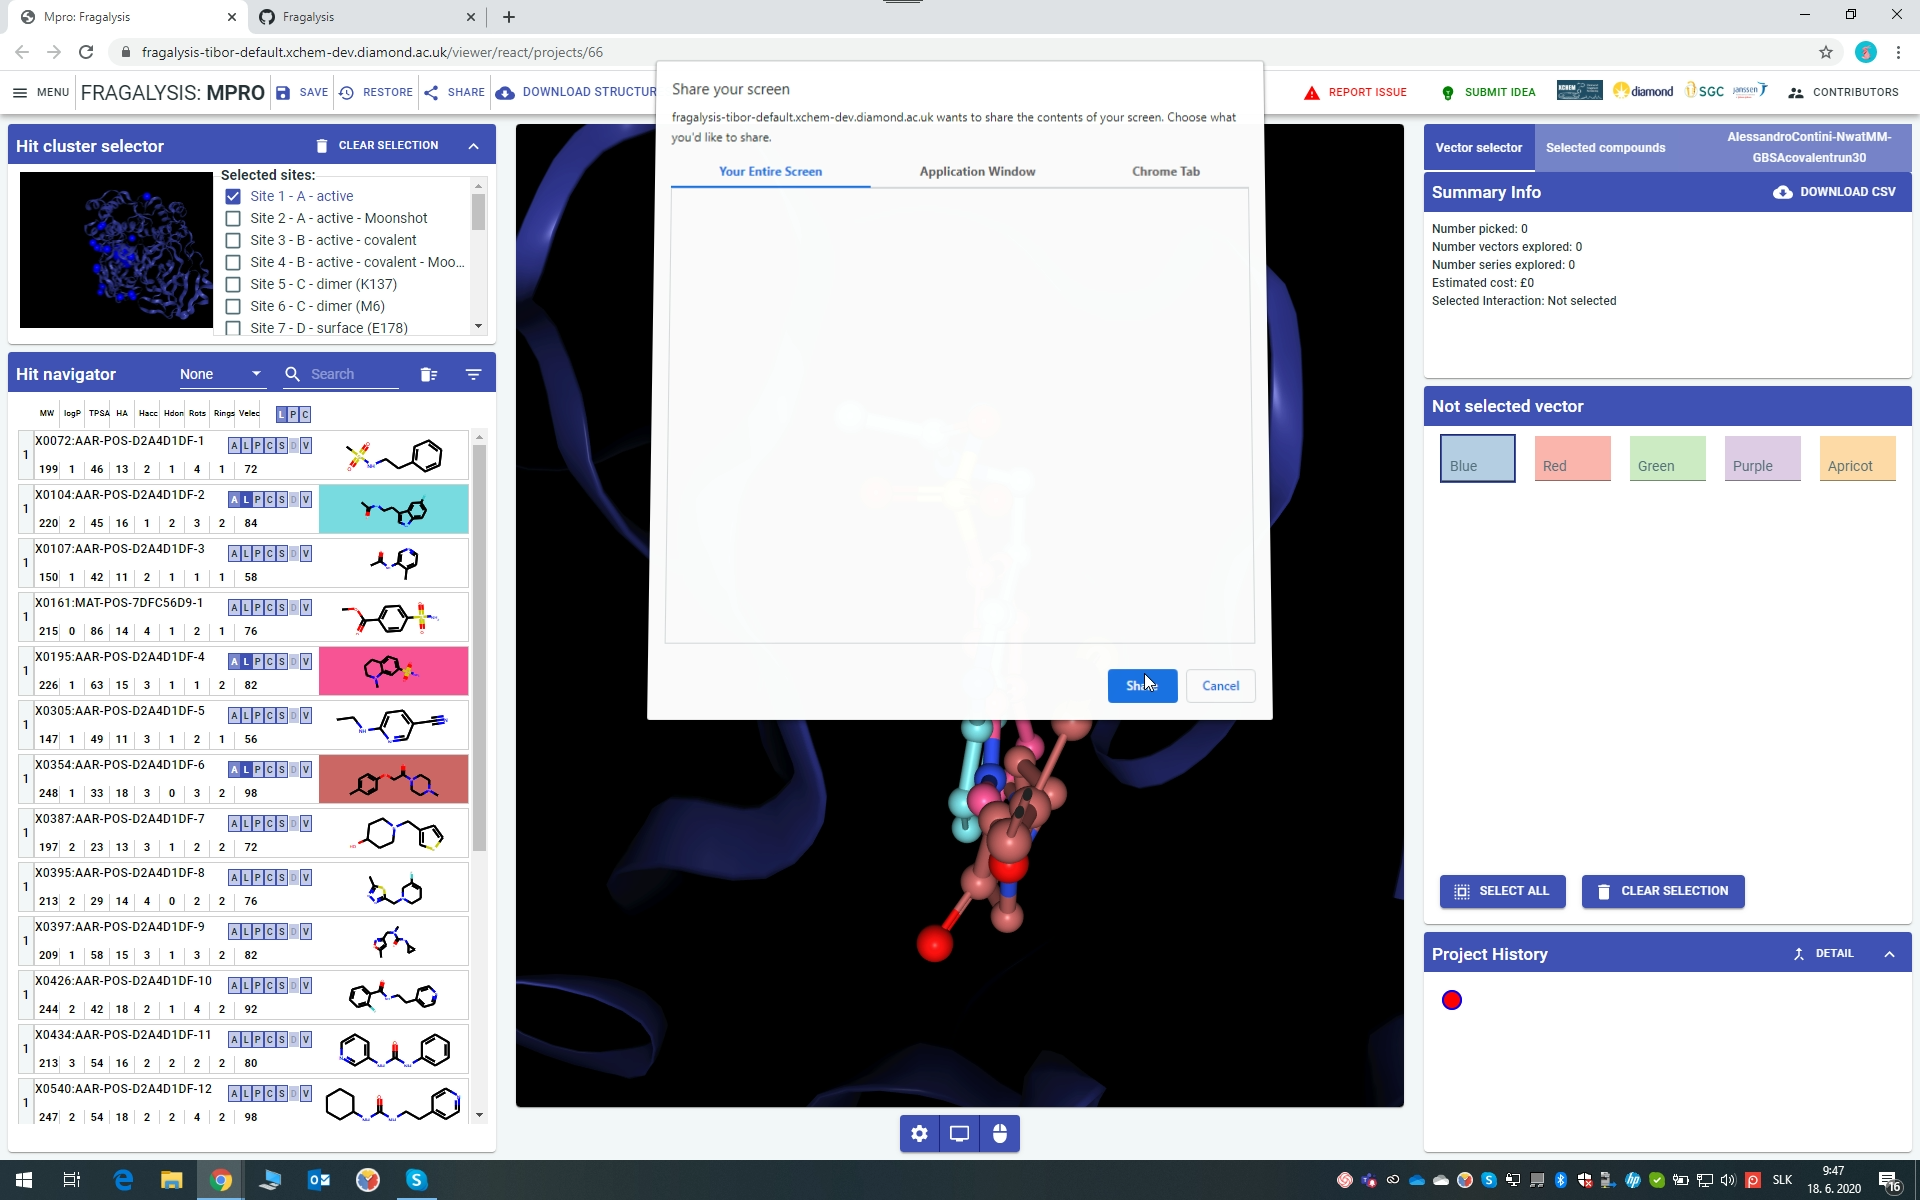 Mpro: Fragalysis
Fragalysis
fragalysis-tibor-default.xchem-dev.diamond.ac.uk/viewer/react/projects/66
MENU
FRAGALYSIS: MPRO
SAVE
RESTORE
SHARE
DOWNLOAD STRUCTUR
REPORT ISSUE
SUBMIT IDEA
XCHEM
diamond
SGC
janssen
CONTRIBUTORS
Share your screen
fragalysis-tibor-default.xchem-dev.diamond.ac.uk wants to share the contents of your screen. Choose what
you'd like to share.
Your Entire Screen
Application Window
Chrome Tab
Cancel
Hit cluster selector
CLEAR SELECTION
Selected sites:
Site 1 - A - active
Site 2 - A - active - Moonshot
Site 3 - B - active - covalent
Site 4 - B - active - covalent - Moo...
Site 5 - C - dimer (K137)
Site 6 - C - dimer (M6)
Site 7 - D - surface (E178)
Hit navigator
None
Search
MW logP TPSA HA Hacc Hdon Rots Rings Velec L P C
X0072:AAR-POS-D2A4D1DF-1 A L P C S D V
1 199 1 46 13 2 1 4 1 72
X0104:AAR-POS-D2A4D1DF-2 A L P C S D V
1 220 2 45 16 1 2 3 2 84
X0107:AAR-POS-D2A4D1DF-3 A L P C S D V
1 150 1 42 11 2 1 1 1 58
X0161:MAT-POS-7DFC56D9-1 A L P C S D V
1 215 0 86 14 4 1 2 1 76
X0195:AAR-POS-D2A4D1DF-4 A L P C S D V
1 226 1 63 15 3 1 1 2 82
X0305:AAR-POS-D2A4D1DF-5 A L P C S D V
1 147 1 49 11 3 1 2 1 56
X0354:AAR-POS-D2A4D1DF-6 A L P C S D V
1 248 1 33 18 3 0 3 2 98
X0387:AAR-POS-D2A4D1DF-7 A L P C S D V
1 197 2 23 13 3 1 2 2 72
X0395:AAR-POS-D2A4D1DF-8 A L P C S D V
1 213 2 29 14 4 0 2 2 76
X0397:AAR-POS-D2A4D1DF-9 A L P C S D V
1 209 1 58 15 3 1 3 2 82
X0426:AAR-POS-D2A4D1DF-10 A L P C S D V
1 244 2 42 18 2 1 4 2 92
X0434:AAR-POS-D2A4D1DF-11 A L P C S D V
1 213 3 54 16 2 2 2 2 80
X0540:AAR-POS-D2A4D1DF-12 A L P C S D V
1 247 2 54 18 2 2 4 2 98
Vector selector
Selected compounds
AlessandroContini-NwatMM-
GBSAcovalentrun30
Summary Info
DOWNLOAD CSV
Number picked: 0
Number vectors explored: 0
Number series explored: 0
Estimated cost: £0
Selected Interaction: Not selected
Not selected vector
Blue
Red
Green
Purple
Apricot
SELECT ALL
CLEAR SELECTION
Project History
DETAIL
SLK
9:47
18. 6. 2020
16